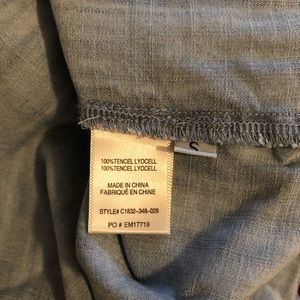 S
100%TENCEL LYOCELL
100%TENCEL LYOCELL
MADE IN CHINA
FABRIQUÉ EN CHINE
STYLE# C1832-348-028
PO # EM17719